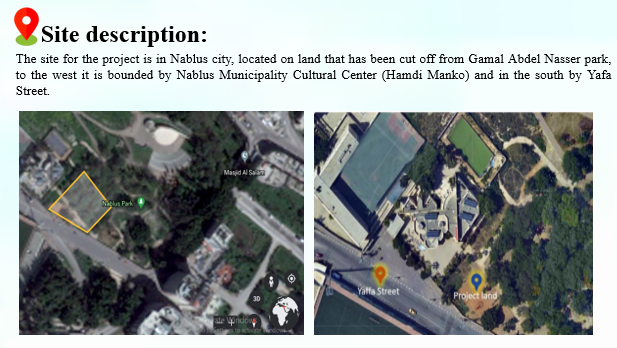 Site description:
The site for the project is in Nablus city, located on land that has been cut off from Gamal Abdel Nasser park,
to the west it is bounded by Nablus Municipality Cultural Center (Hamdi Manko) and in the south by Yafa
Street.
Masjid Al Salam
Nablus Park
3D
Yaffa Street
Project land